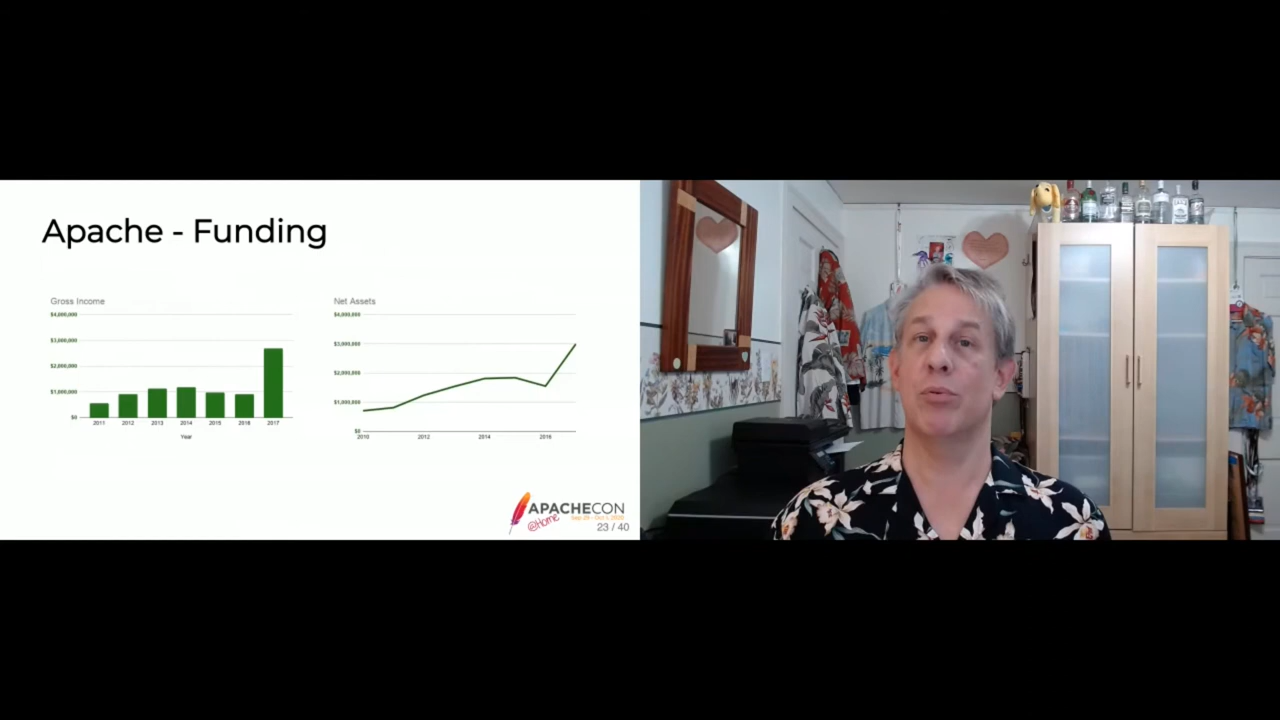 Apache - Funding
Gross Income
$4,000,000
$3,000,000
$2,000,000
$1,000,000
$0
2011 2012 2013 2014 2015 2016 2017
Year
Net Assets
$4,000,000
$3,000,000
$2,000,000
$1,000,000
$0
2010 2012 2014 2016
APACHECON
@Home
23 / 40